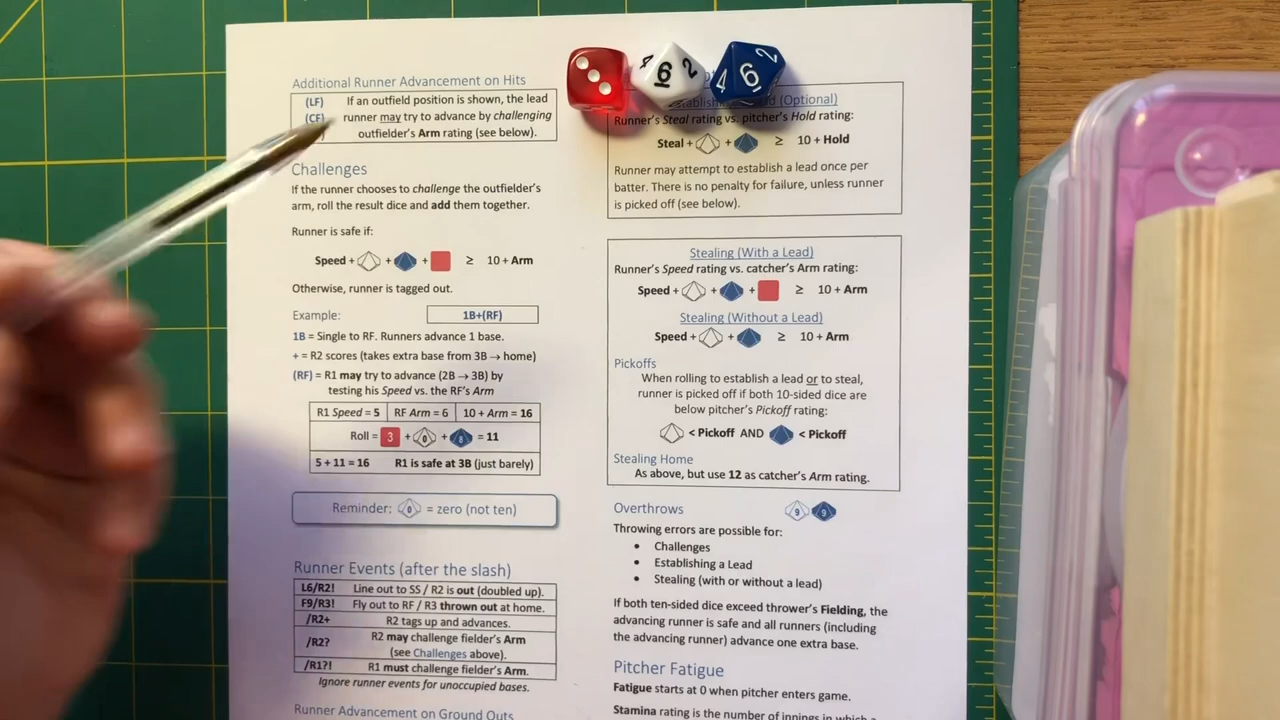 Additional Runner Advancement on Hits
(LF) If an outfield position is shown, the lead
(CF) runner may try to advance by challenging
outfielder's Arm rating (see below).
Challenges
If the runner chooses to challenge the outfielder's
arm, roll the result dice and add them together.
Runner is safe if:
Speed + + + ≥ 10 + Arm
Otherwise, runner is tagged out.
Example: 1B+(RF)
1B = Single to RF. Runners advance 1 base.
+ = R2 scores (takes extra base from 3B → home)
(RF) = R1 may try to advance (2B → 3B) by
testing his Speed vs. the RF's Arm
R1 Speed = 5 RF Arm = 6 10 + Arm = 16
Roll = 3 + 0 + 8 = 11
5 + 11 = 16 R1 is safe at 3B (just barely)
Reminder: 0 = zero (not ten)
Runner Events (after the slash)
L6/R2! Line out to SS / R2 is out (doubled up).
F9/R3! Fly out to RF / R3 thrown out at home.
/R2+ R2 tags up and advances.
/R2? R2 may challenge fielder's Arm
(see Challenges above).
/R1?! R1 must challenge fielder's Arm.
Ignore runner events for unoccupied bases.
Runner Advancement on Ground Outs
4 6 2
4 6 2
(Optional)
Runner's Steal rating vs. pitcher's Hold rating:
Steal + + ≥ 10 + Hold
Runner may attempt to establish a lead once per
batter. There is no penalty for failure, unless runner
is picked off (see below).
Stealing (With a Lead)
Runner's Speed rating vs. catcher's Arm rating:
Speed + + + ≥ 10 + Arm
Stealing (Without a Lead)
Speed + + ≥ 10 + Arm
Pickoffs
When rolling to establish a lead or to steal,
runner is picked off if both 10-sided dice are
below pitcher's Pickoff rating:
< Pickoff AND < Pickoff
Stealing Home
As above, but use 12 as catcher's Arm rating.
Overthrows 9 9
Throwing errors are possible for:
• Challenges
• Establishing a Lead
• Stealing (with or without a lead)
If both ten-sided dice exceed thrower's Fielding, the
advancing runner is safe and all runners (including
the advancing runner) advance one extra base.
Pitcher Fatigue
Fatigue starts at 0 when pitcher enters game.
Stamina rating is the number of innings in which a